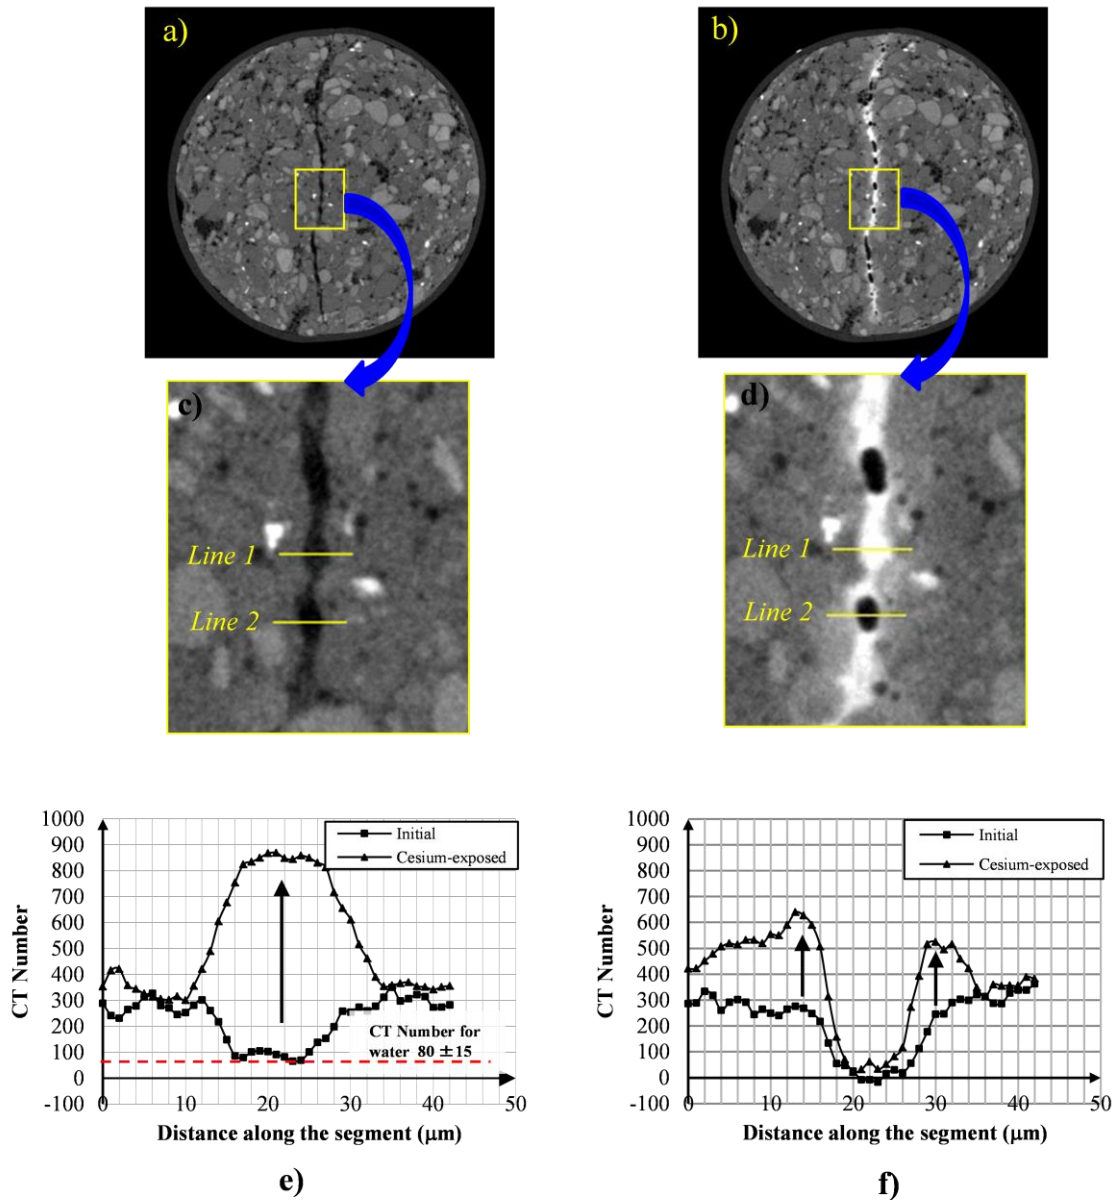 a)
b)
c)
Line 1
Line 2
d)
Line 1
Line 2
1000
900
800
700
600
500
400
300
200
100
0
-100
CT Number
Initial
Cesium-exposed
CT Number for
water 80 ±15
0 10 20 30 40 50
Distance along the segment (μm)
e)
1000
900
800
700
600
500
400
300
200
100
0
-100
CT Number
Initial
Cesium-exposed
0 10 20 30 40 50
Distance along the segment (μm)
f)